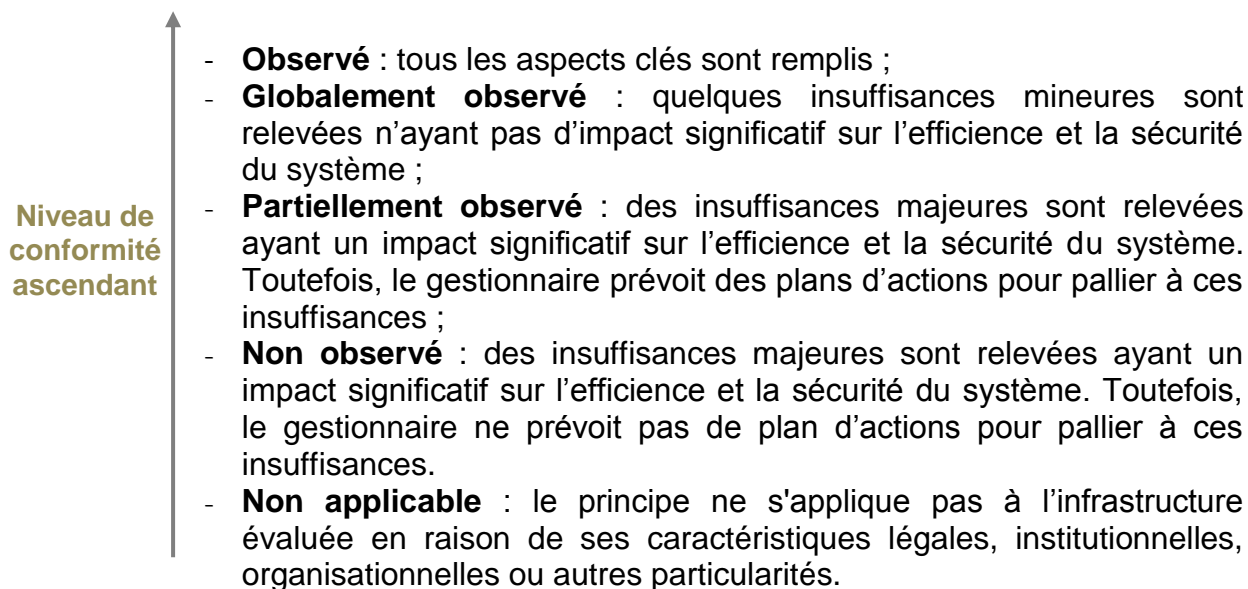 - Observé : tous les aspects clés sont remplis ;
- Globalement observé : quelques insuffisances mineures sont
relevées n’ayant pas d’impact significatif sur l’efficience et la sécurité
du système ;
Niveau de
conformité
ascendant
- Partiellement observé : des insuffisances majeures sont relevées
ayant un impact significatif sur l’efficience et la sécurité du système.
Toutefois, le gestionnaire prévoit des plans d’actions pour pallier à ces
insuffisances ;
- Non observé : des insuffisances majeures sont relevées ayant un
impact significatif sur l’efficience et la sécurité du système. Toutefois,
le gestionnaire ne prévoit pas de plan d’actions pour pallier à ces
insuffisances.
- Non applicable : le principe ne s'applique pas à l’infrastructure
évaluée en raison de ses caractéristiques légales, institutionnelles,
organisationnelles ou autres particularités.